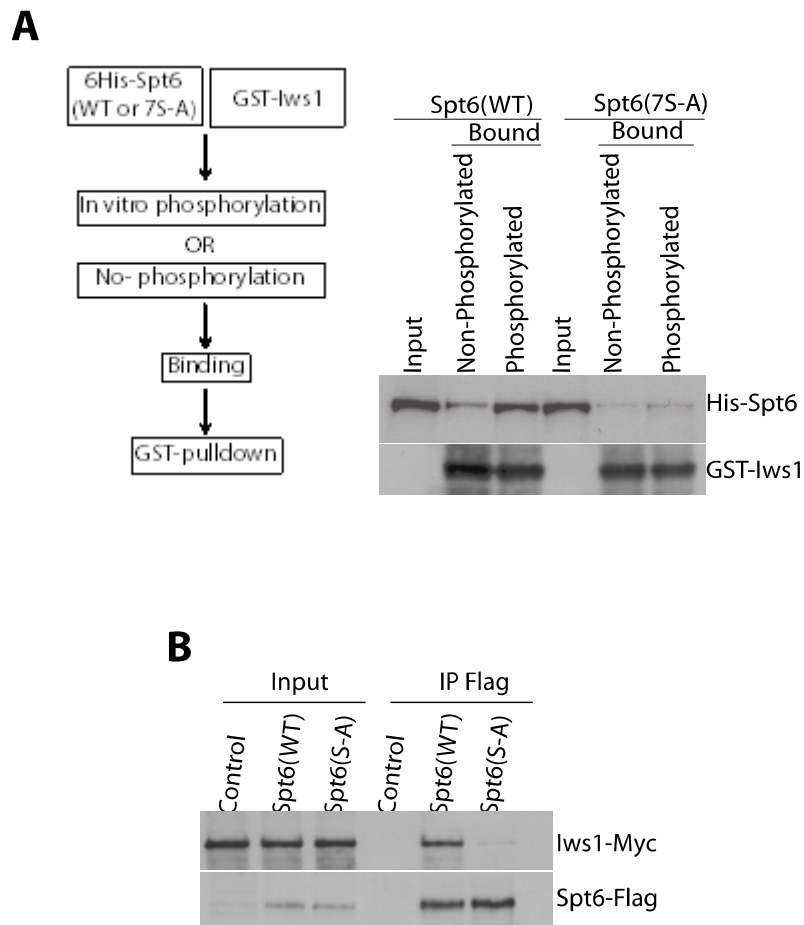 A
6His-Spt6
(WT or 7S-A)
GST-Iws1
In vitro phosphorylation
OR
No- phosphorylation
Binding
GST-pulldown
Spt6(WT)
Spt6(7S-A)
Bound
Bound
Input
Non-Phosphorylated
Phosphorylated
Input
Non-Phosphorylated
Phosphorylated
His-Spt6
GST-Iws1
B
Input
IP Flag
Control
Spt6(WT)
Spt6(S-A)
Control
Spt6(WT)
Spt6(S-A)
Iws1-Myc
Spt6-Flag